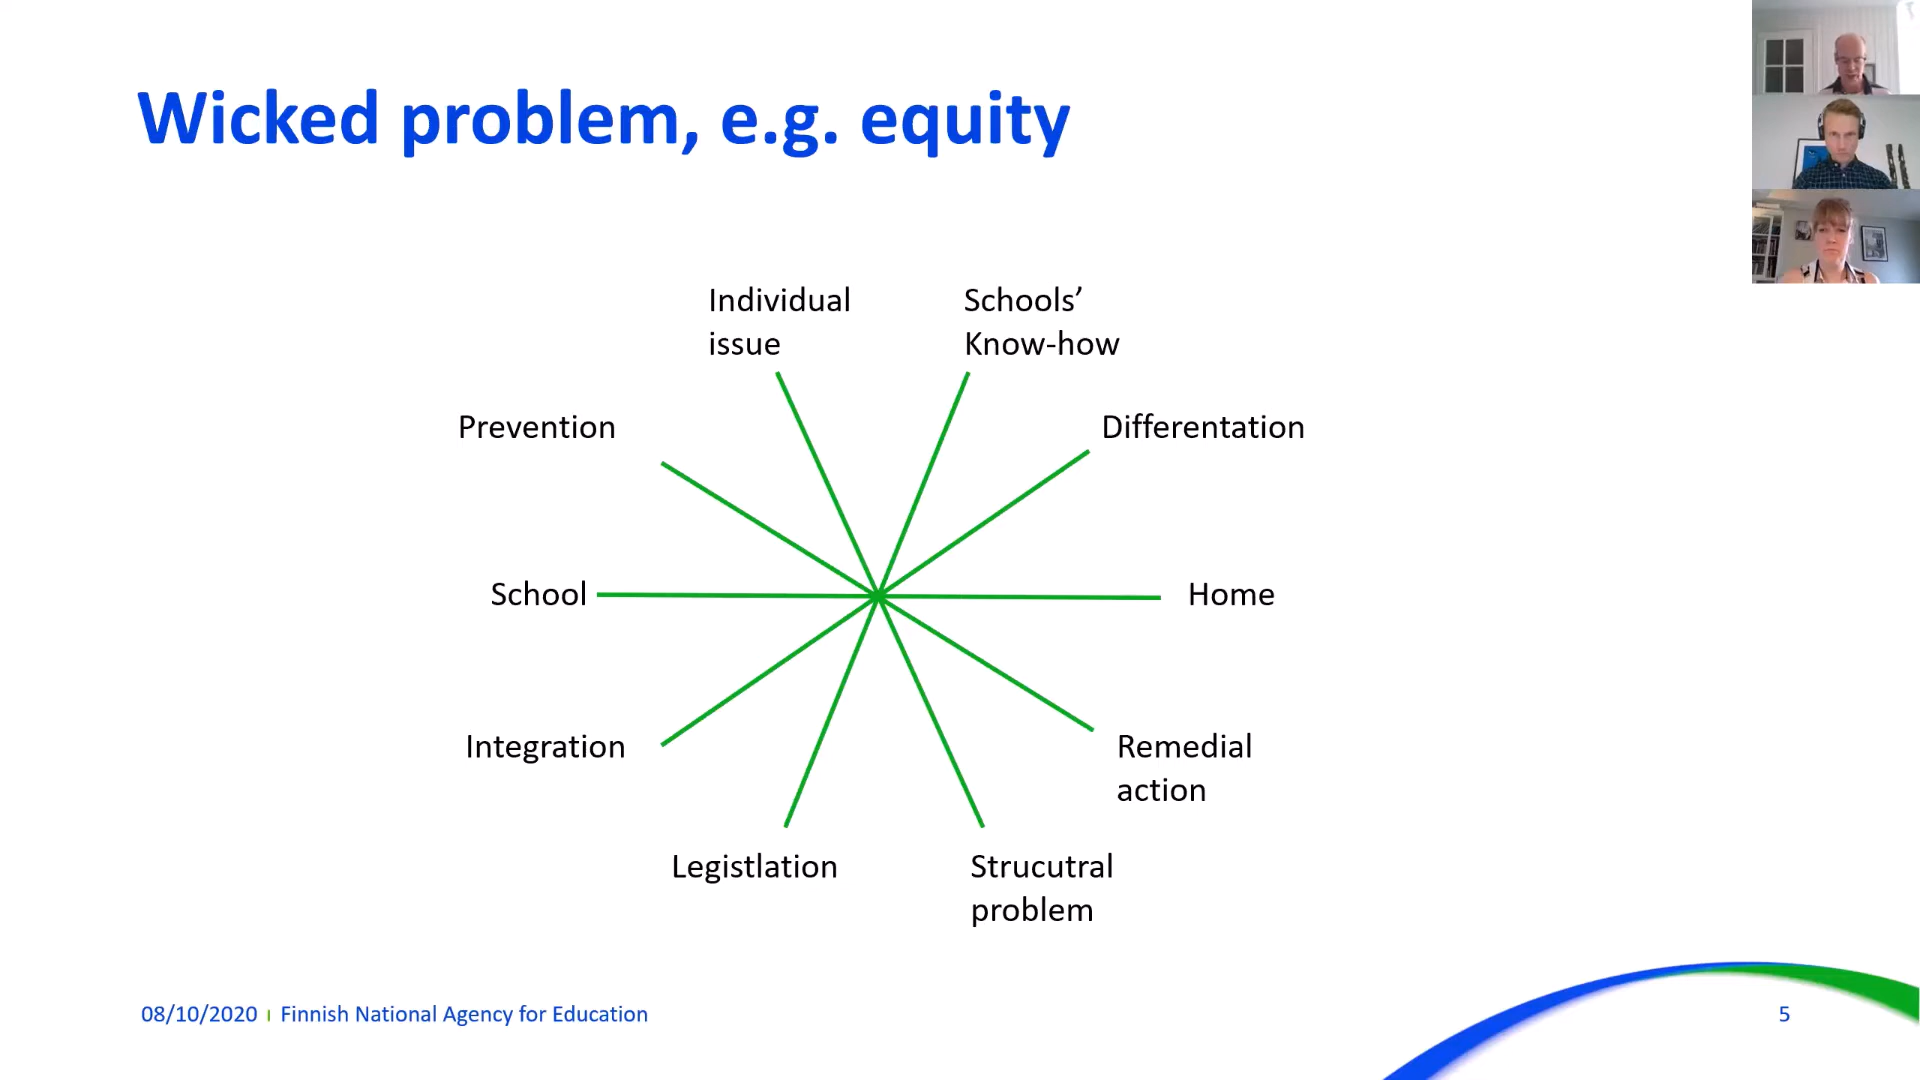 Wicked problem, e.g. equity
Individual
issue
Schools’
Know-how
Prevention
Differentation
School
Home
Integration
Remedial
action
Legistlation
Strucutral
problem
08/10/2020 I Finnish National Agency for Education
5